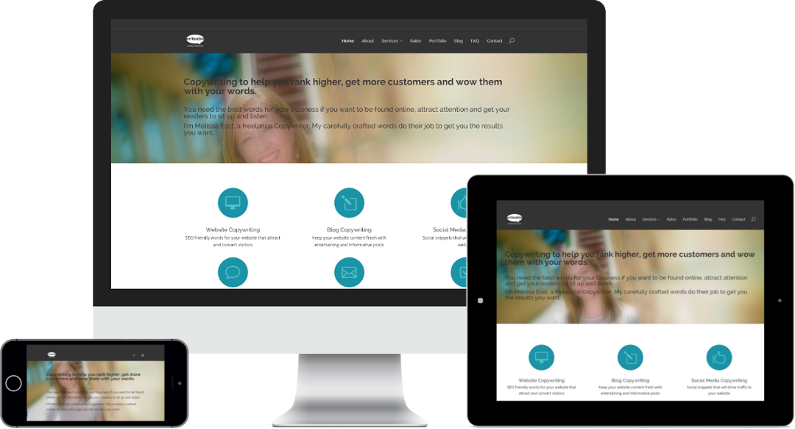 Home About Services Rates Portfolio Blog FAQ Contact
Copywriting to help you rank higher, get more customers and wow them
with your words.
You need the best words for your business if you want to be found online, attract attention and get your
readers to sit up and listen.
I'm Melissa East, a freelance Copywriter. My carefully crafted words do their job to get you the results
you want.
Website Copywriting
SEO friendly words for your website that attract
and convert visitors
Blog Copywriting
Keep your website content fresh with
entertaining and informative posts
Social Media
Social snippets that w
web
Home About Services Rates Portfolio Blog FAQ Contact
Copywriting to help you rank higher, get more customers and wow
them with your words.
You need the best words for your business if you want to be found online, attract attention
and get your readers to sit up and listen.
I'm Melissa East, a freelance Copywriter. My carefully crafted words do their job to get you
the results you want.
Website Copywriting
SEO friendly words for your website that
attract and convert visitors
Blog Copywriting
Keep your website content fresh with
entertaining and informative posts
Social Media Copywriting
Social snippets that will drive traffic to
your website
Copywriting to help you rank higher, get more
customers and wow them with your words.